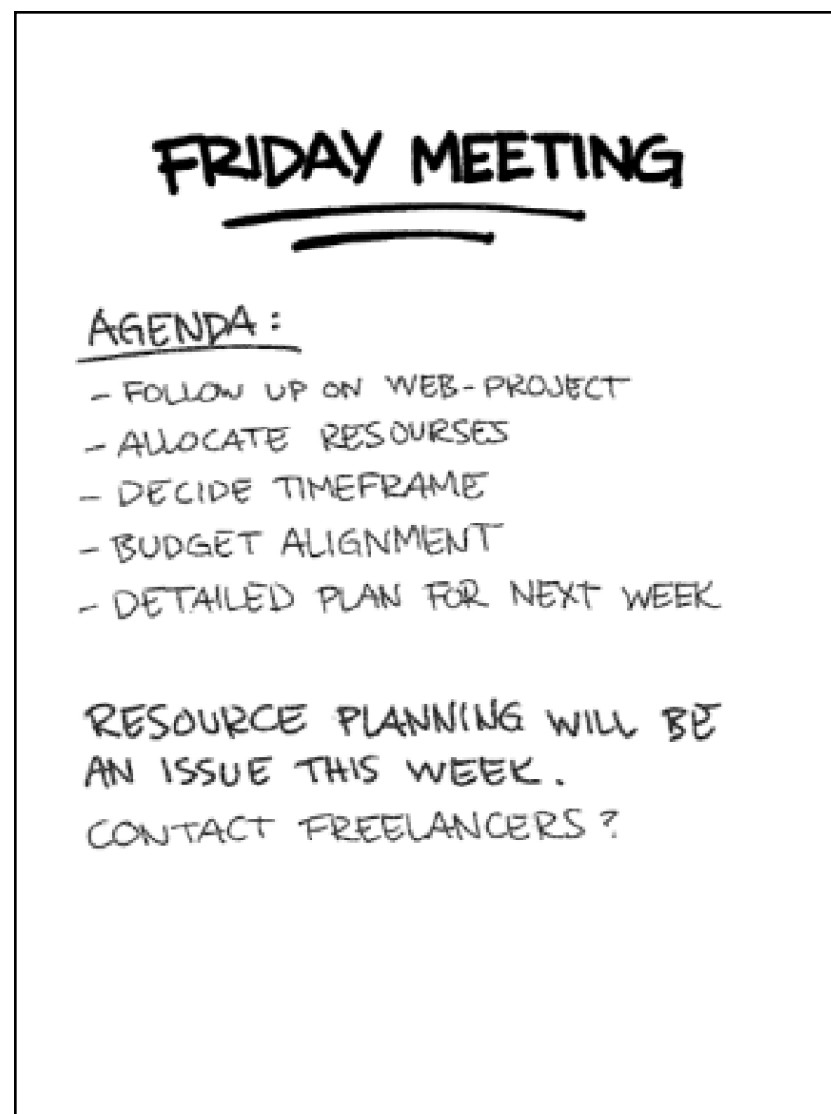 FRIDAY MEETING
AGENDA:
- FOLLOW UP ON WEB-PROJECT
- ALLOCATE RESOURSES
- DECIDE TIMEFRAME
- BUDGET ALIGNMENT
- DETAILED PLAN FOR NEXT WEEK
RESOURCE PLANNING WILL BE
AN ISSUE THIS WEEK.
CONTACT FREELANCERS?